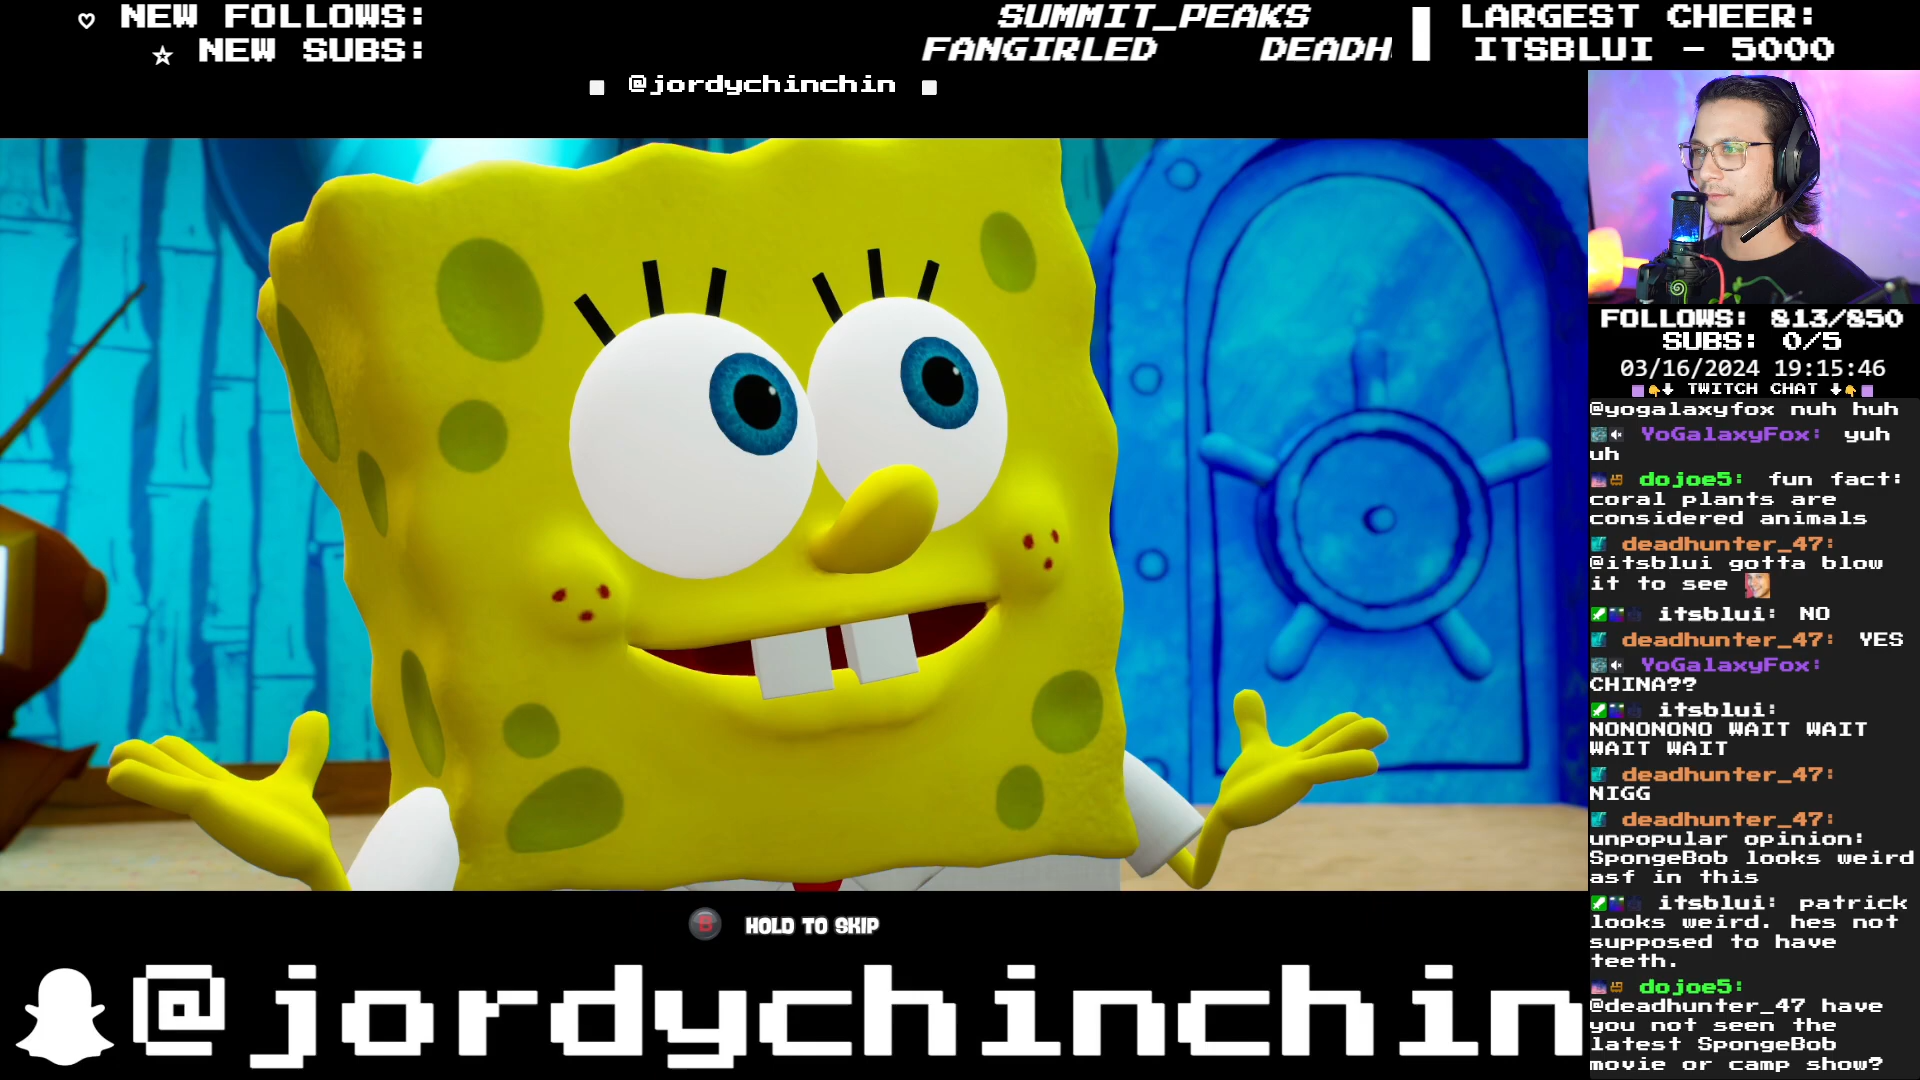 ♡ NEW FOLLOWS:
☆ NEW SUBS:
SUMMIT_PEAKS
FANGIRLED DEADH
LARGEST CHEER:
ITSBLUI - 5000
@jordychinchin
FOLLOWS: 813/850
SUBS: 0/5
03/16/2024 19:15:46
TWITCH CHAT
@yogalaxyfox nuh huh
YoGalaxyFox: yuh
uh
dojoe5: fun fact:
coral plants are
considered animals
deadhunter_47:
@itsblui gotta blow
it to see
itsblui: NO
deadhunter_47: YES
YoGalaxyFox:
CHINA??
itsblui:
NONONONO WAIT WAIT
WAIT WAIT
deadhunter_47:
NIGG
deadhunter_47:
unpopular opinion:
SpongeBob looks weird
asf in this
itsblui: patrick
looks weird. hes not
supposed to have
teeth.
dojoe5:
@deadhunter_47 have
you not seen the
latest SpongeBob
movie or camp show?
B HOLD TO SKIP
@jordychinchin